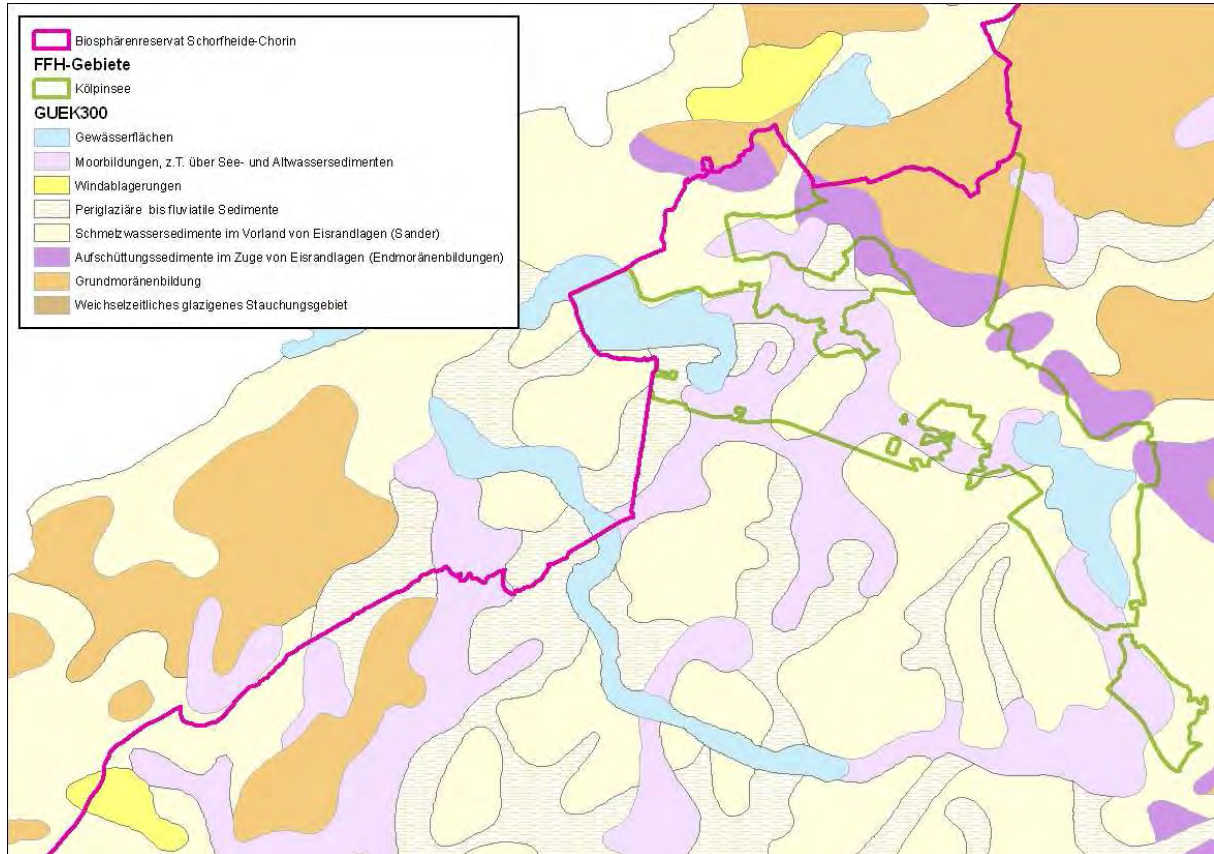 Biosphärenreservat Schorfheide-Chorin
FFH-Gebiete
Kölpinsee
GUEK300
Gewässerflächen
Moorbildungen, z.T. über See- und Altwassersedimenten
Windablagerungen
Periglaziäre bis fluviatile Sedimente
Schmelzwassersedimente im Vorland von Eisrandlagen (Sander)
Aufschüttungssedimente im Zuge von Eisrandlagen (Endmoränenbildungen)
Grundmoränenbildung
Weichselzeitliches glazigenes Stauchungsgebiet